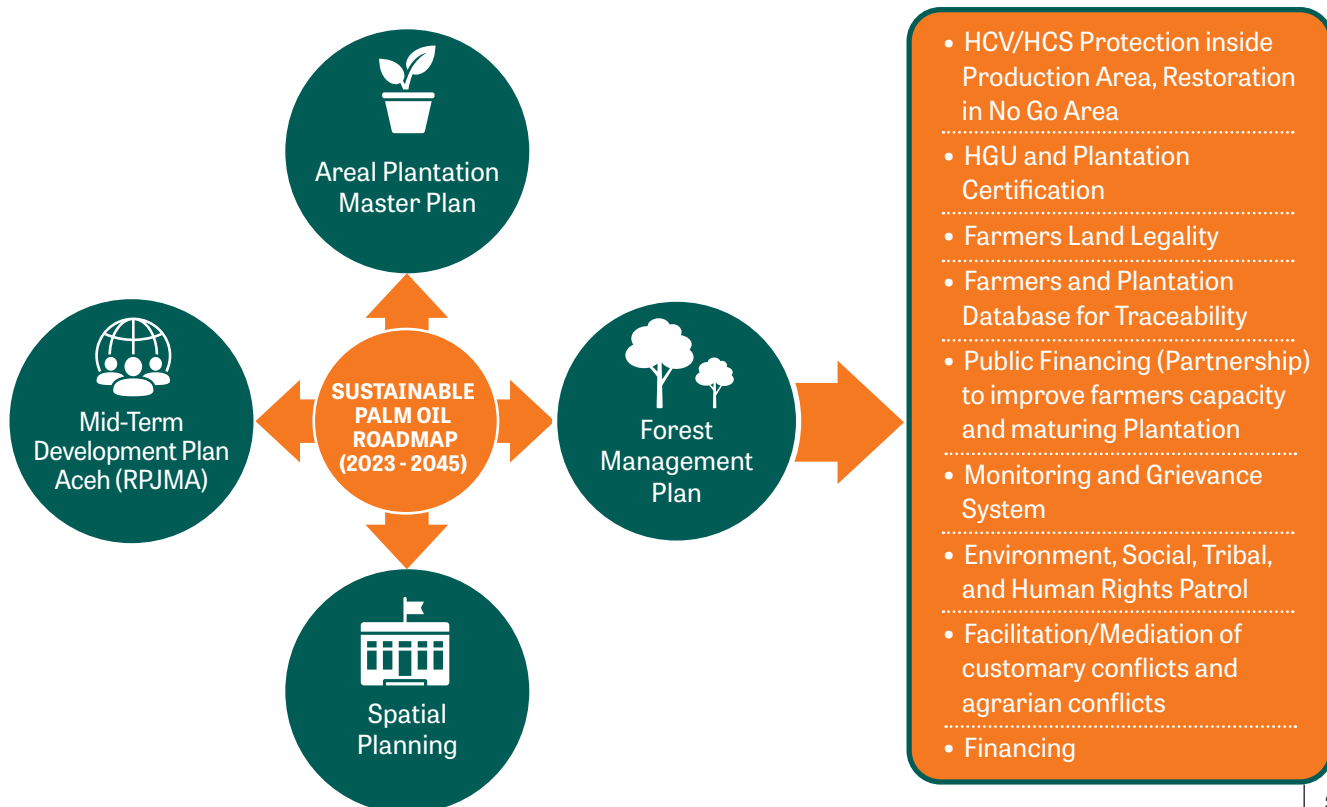 Areal Plantation
Master Plan
Mid-Term
Development Plan
Aceh (RPJMA)
SUSTAINABLE
PALM OIL
ROADMAP
(2023 - 2045)
Forest
Management
Plan
Spatial
Planning
• HCV/HCS Protection inside
Production Area, Restoration
in No Go Area
• HGU and Plantation
Certification
• Farmers Land Legality
• Farmers and Plantation
Database for Traceability
• Public Financing (Partnership)
to improve farmers capacity
and maturing Plantation
• Monitoring and Grievance
System
• Environment, Social, Tribal,
and Human Rights Patrol
• Facilitation/Mediation of
customary conflicts and
agrarian conflicts
• Financing